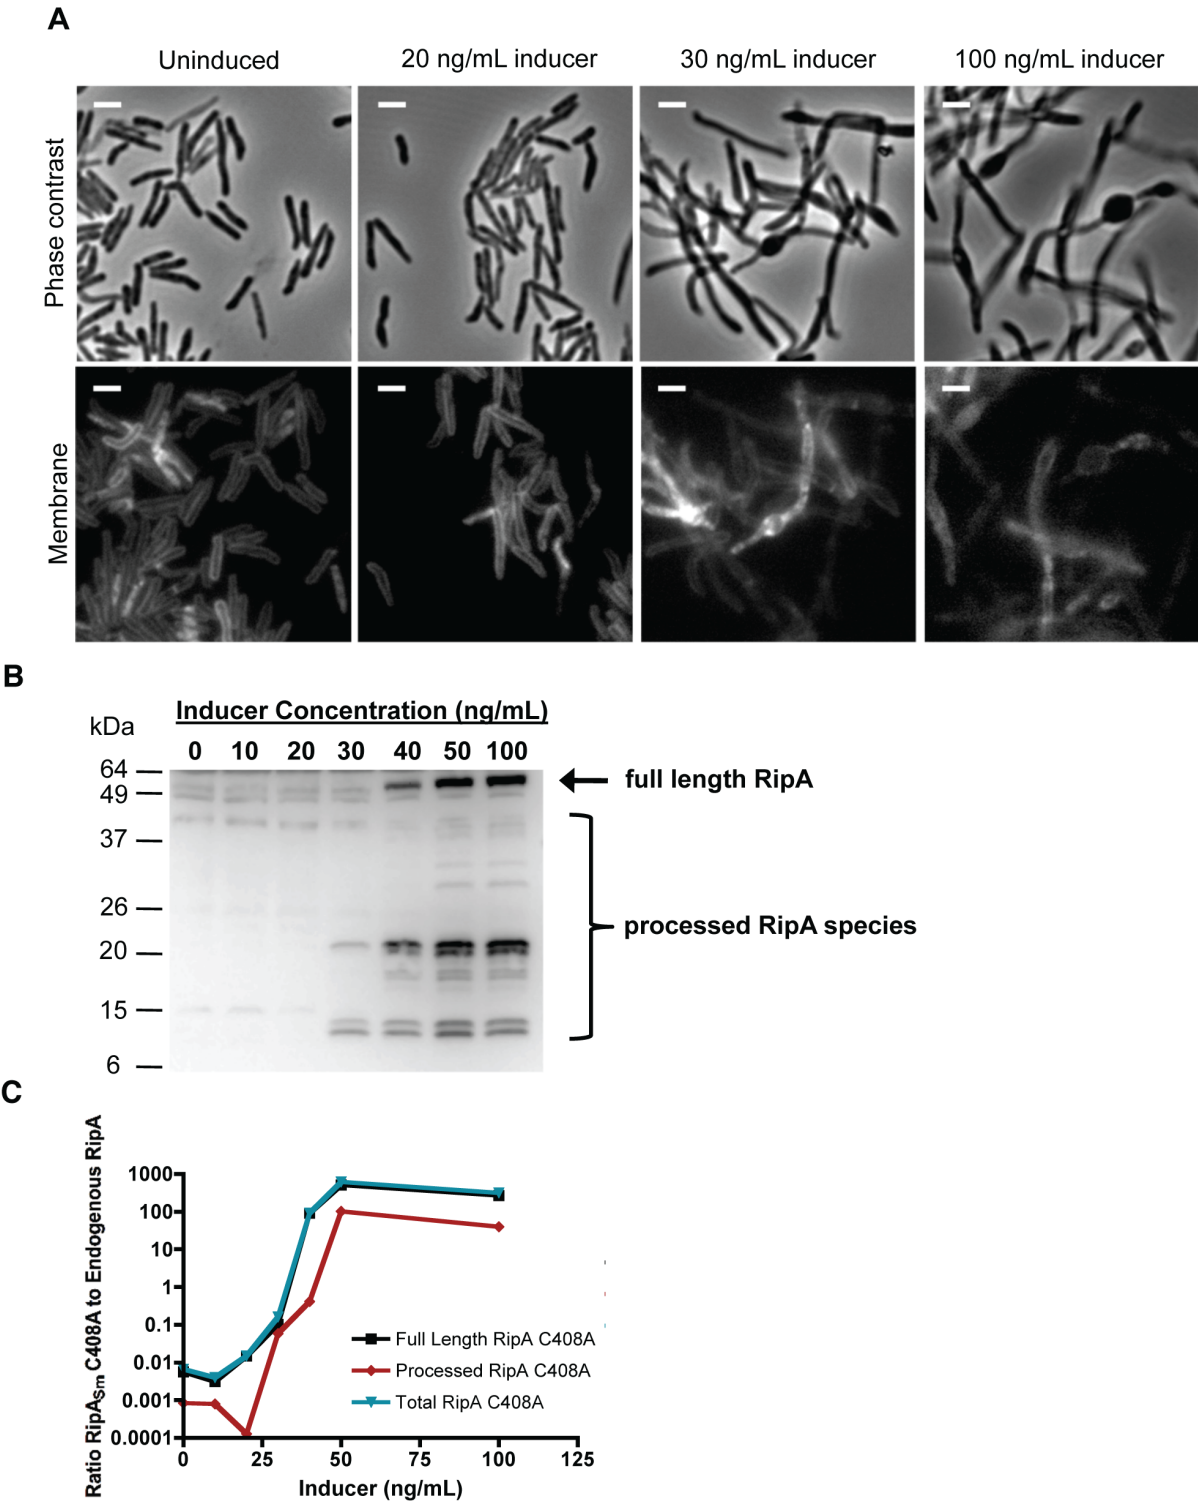 A
Uninduced
20 ng/mL inducer
30 ng/mL inducer
100 ng/mL inducer
Phase contrast
Membrane
B
Inducer Concentration (ng/mL)
kDa
0 10 20 30 40 50 100
64
49
37
26
20
15
6
full length RipA
processed RipA species
C
Ratio RipASm C408A to Endogenous RipA
1000
100
10
1
0.1
0.01
0.001
0.0001
Full Length RipA C408A
Processed RipA C408A
Total RipA C408A
0 25 50 75 100 125
Inducer (ng/mL)